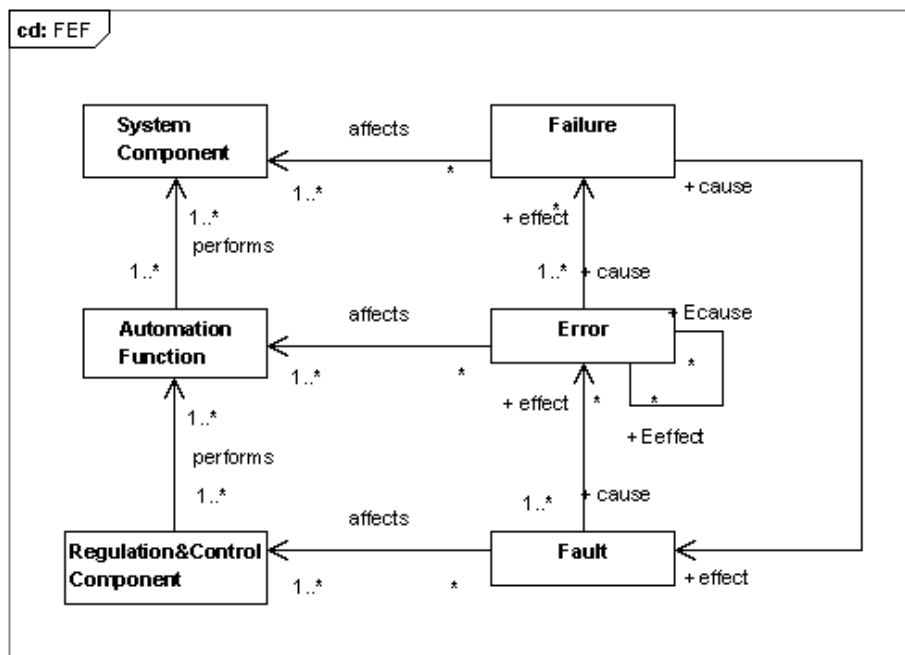 cd: FEF
System
Component
affects
Failure
1..*
*
+ cause
1..*
performs
1..*
+ effect
*
1..*
+ cause
Automation
Function
affects
Error
+ Ecause
1..*
*
*
*
+ Eeffect
1..*
performs
1..*
+ effect
*
1..*
+ cause
Regulation&Control
Component
affects
Fault
1..*
*
+ effect